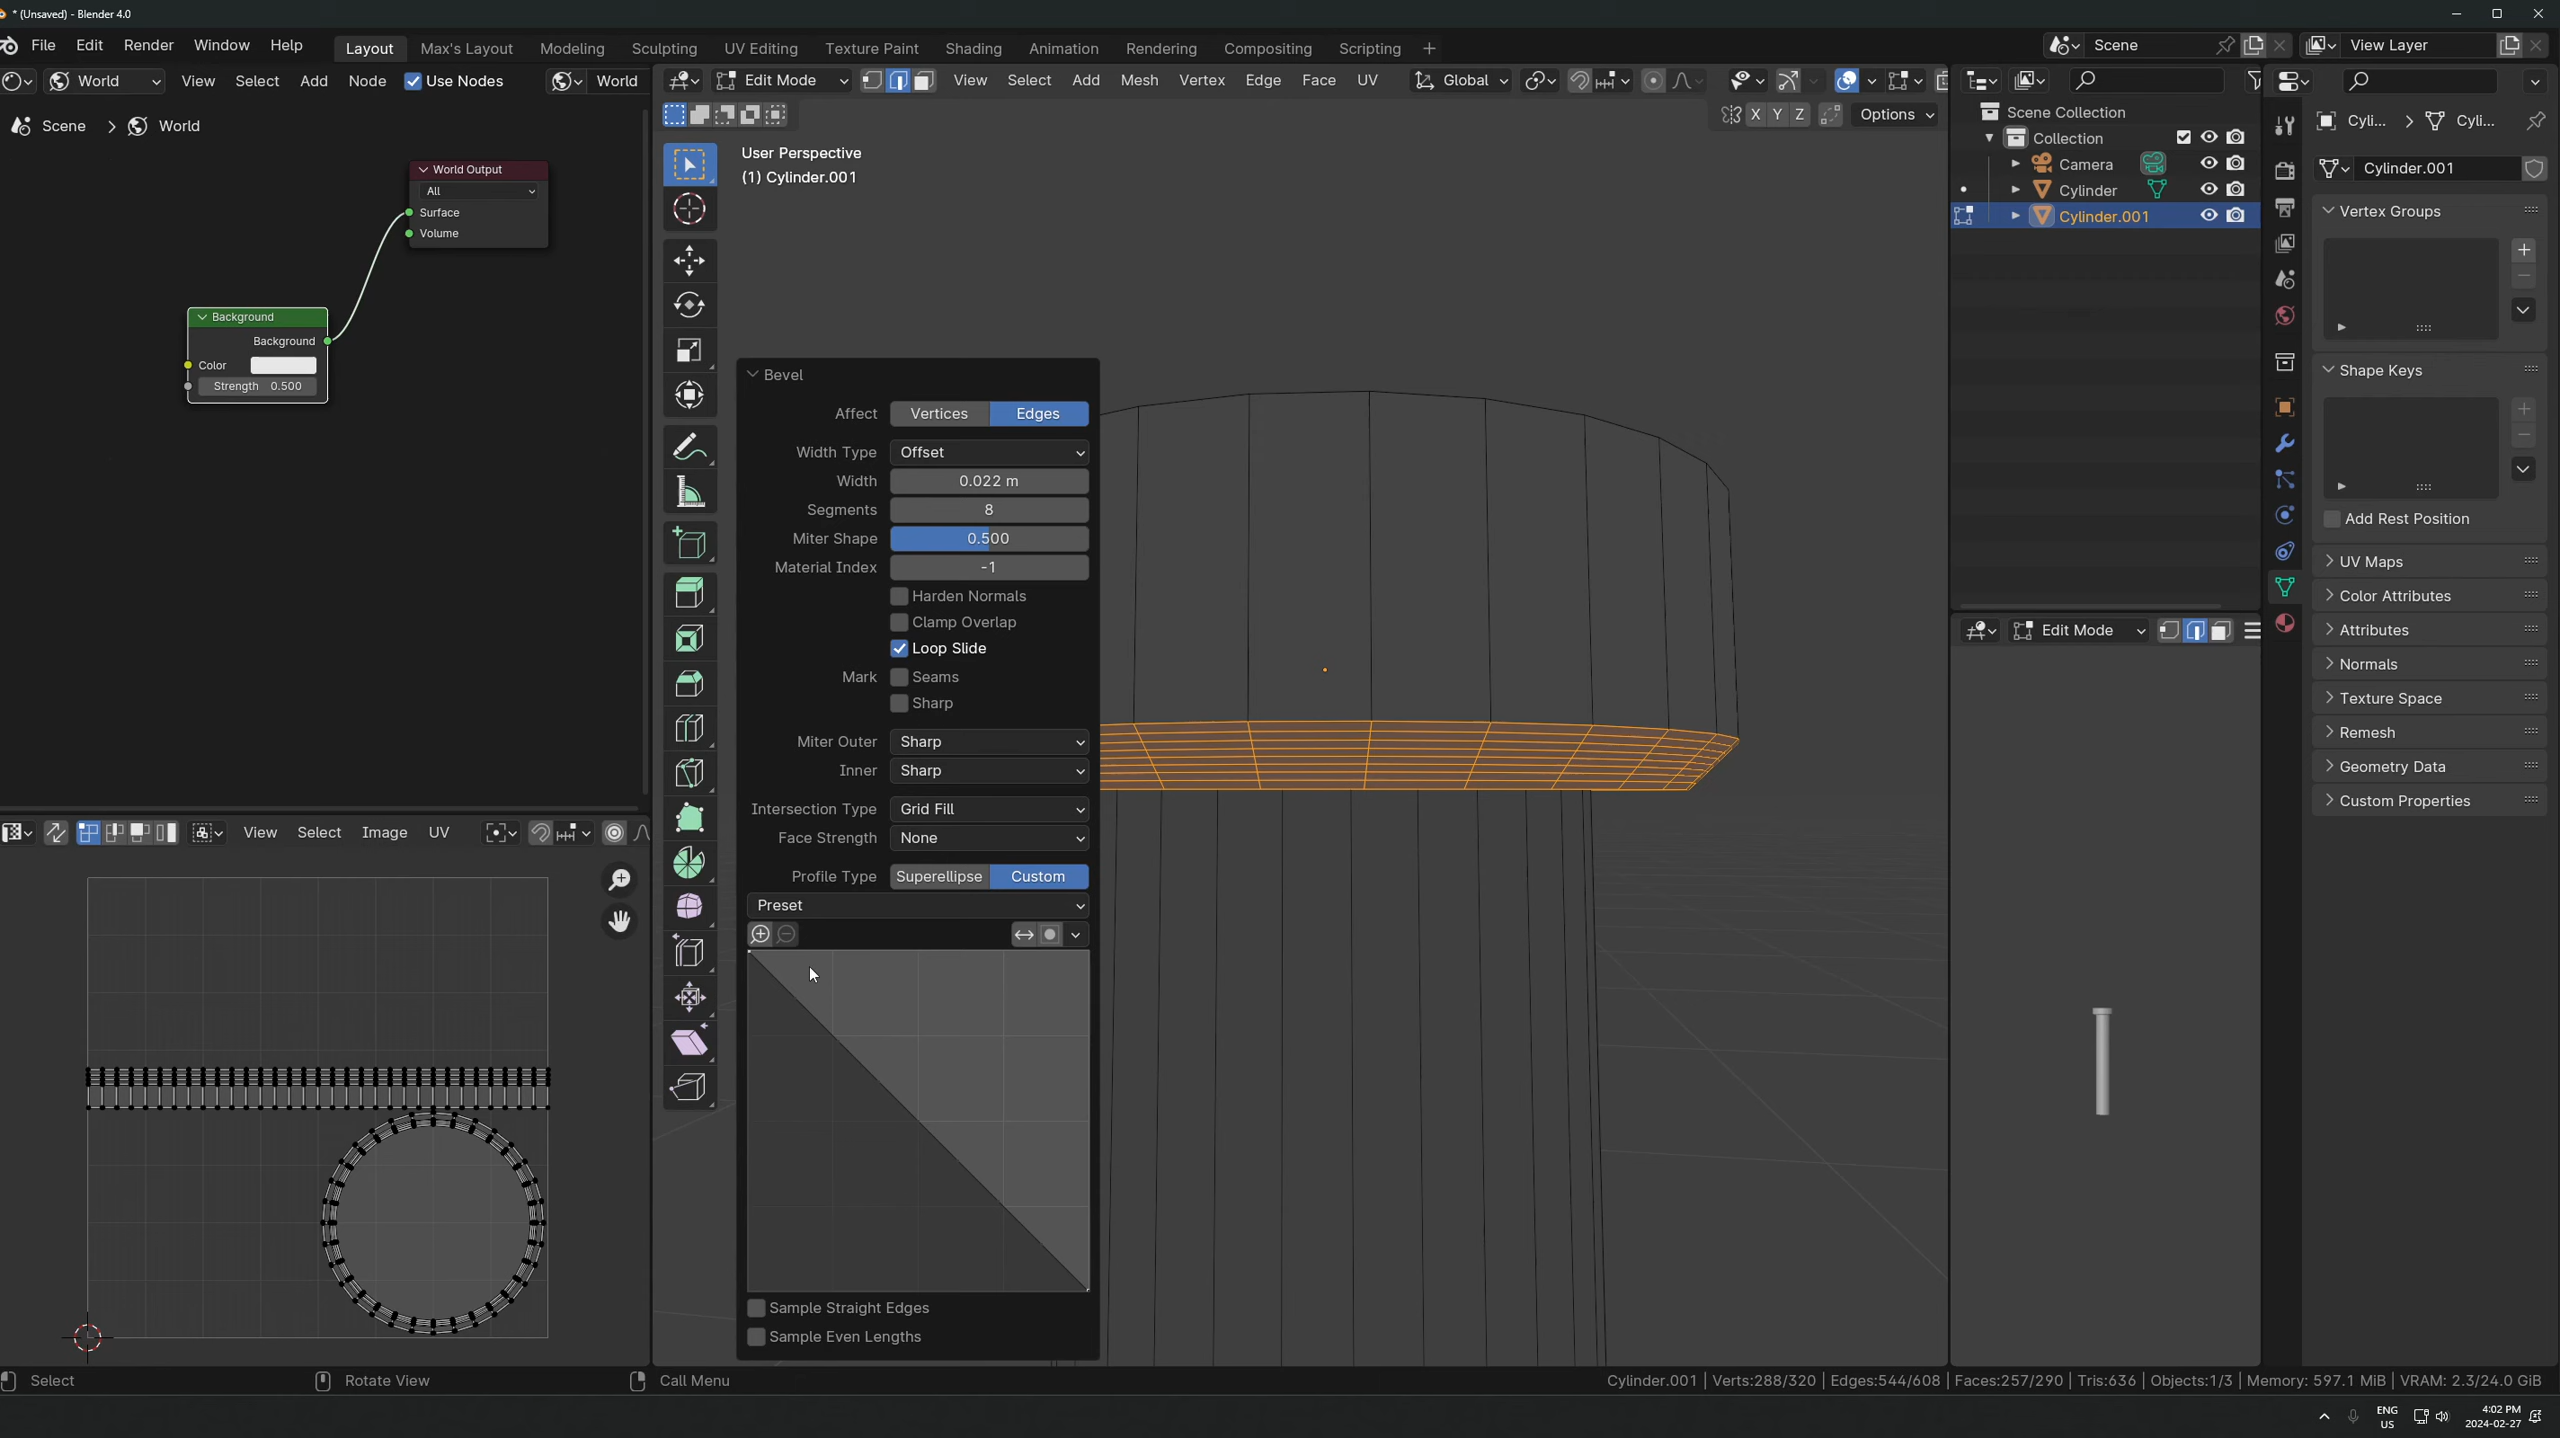 * (Unsaved) - Blender 4.0
File Edit Render Window Help Layout Max's Layout Modeling Sculpting UV Editing Texture Paint Shading Animation Rendering Compositing Scripting + Scene View Layer
World View Select Add Node Use Nodes World
Edit Mode View Select Add Mesh Vertex Edge Face UV Global
X Y Z Options
Scene > World
World Output
All
Surface
Volume
Background
Background
Color
Strength 0.500
User Perspective
(1) Cylinder.001
Bevel
Affect Vertices Edges
Width Type Offset
Width 0.022 m
Segments 8
Miter Shape 0.500
Material Index -1
Harden Normals
Clamp Overlap
Loop Slide
Mark Seams
Sharp
Miter Outer Sharp
Inner Sharp
Intersection Type Grid Fill
Face Strength None
Profile Type Superellipse Custom
Preset
Sample Straight Edges
Sample Even Lengths
View Select Image UV
Scene Collection
Collection
Camera
Cylinder
Cylinder.001
Edit Mode
Cyli... > Cyli...
Cylinder.001
Vertex Groups
Shape Keys
Add Rest Position
UV Maps
Color Attributes
Attributes
Normals
Texture Space
Remesh
Geometry Data
Custom Properties
Select Rotate View Call Menu
Cylinder.001 | Verts:288/320 | Edges:544/608 | Faces:257/290 | Tris:636 | Objects:1/3 | Memory: 597.1 MiB | VRAM: 2.3/24.0 GiB
ENG
US
4:02 PM
2024-02-27